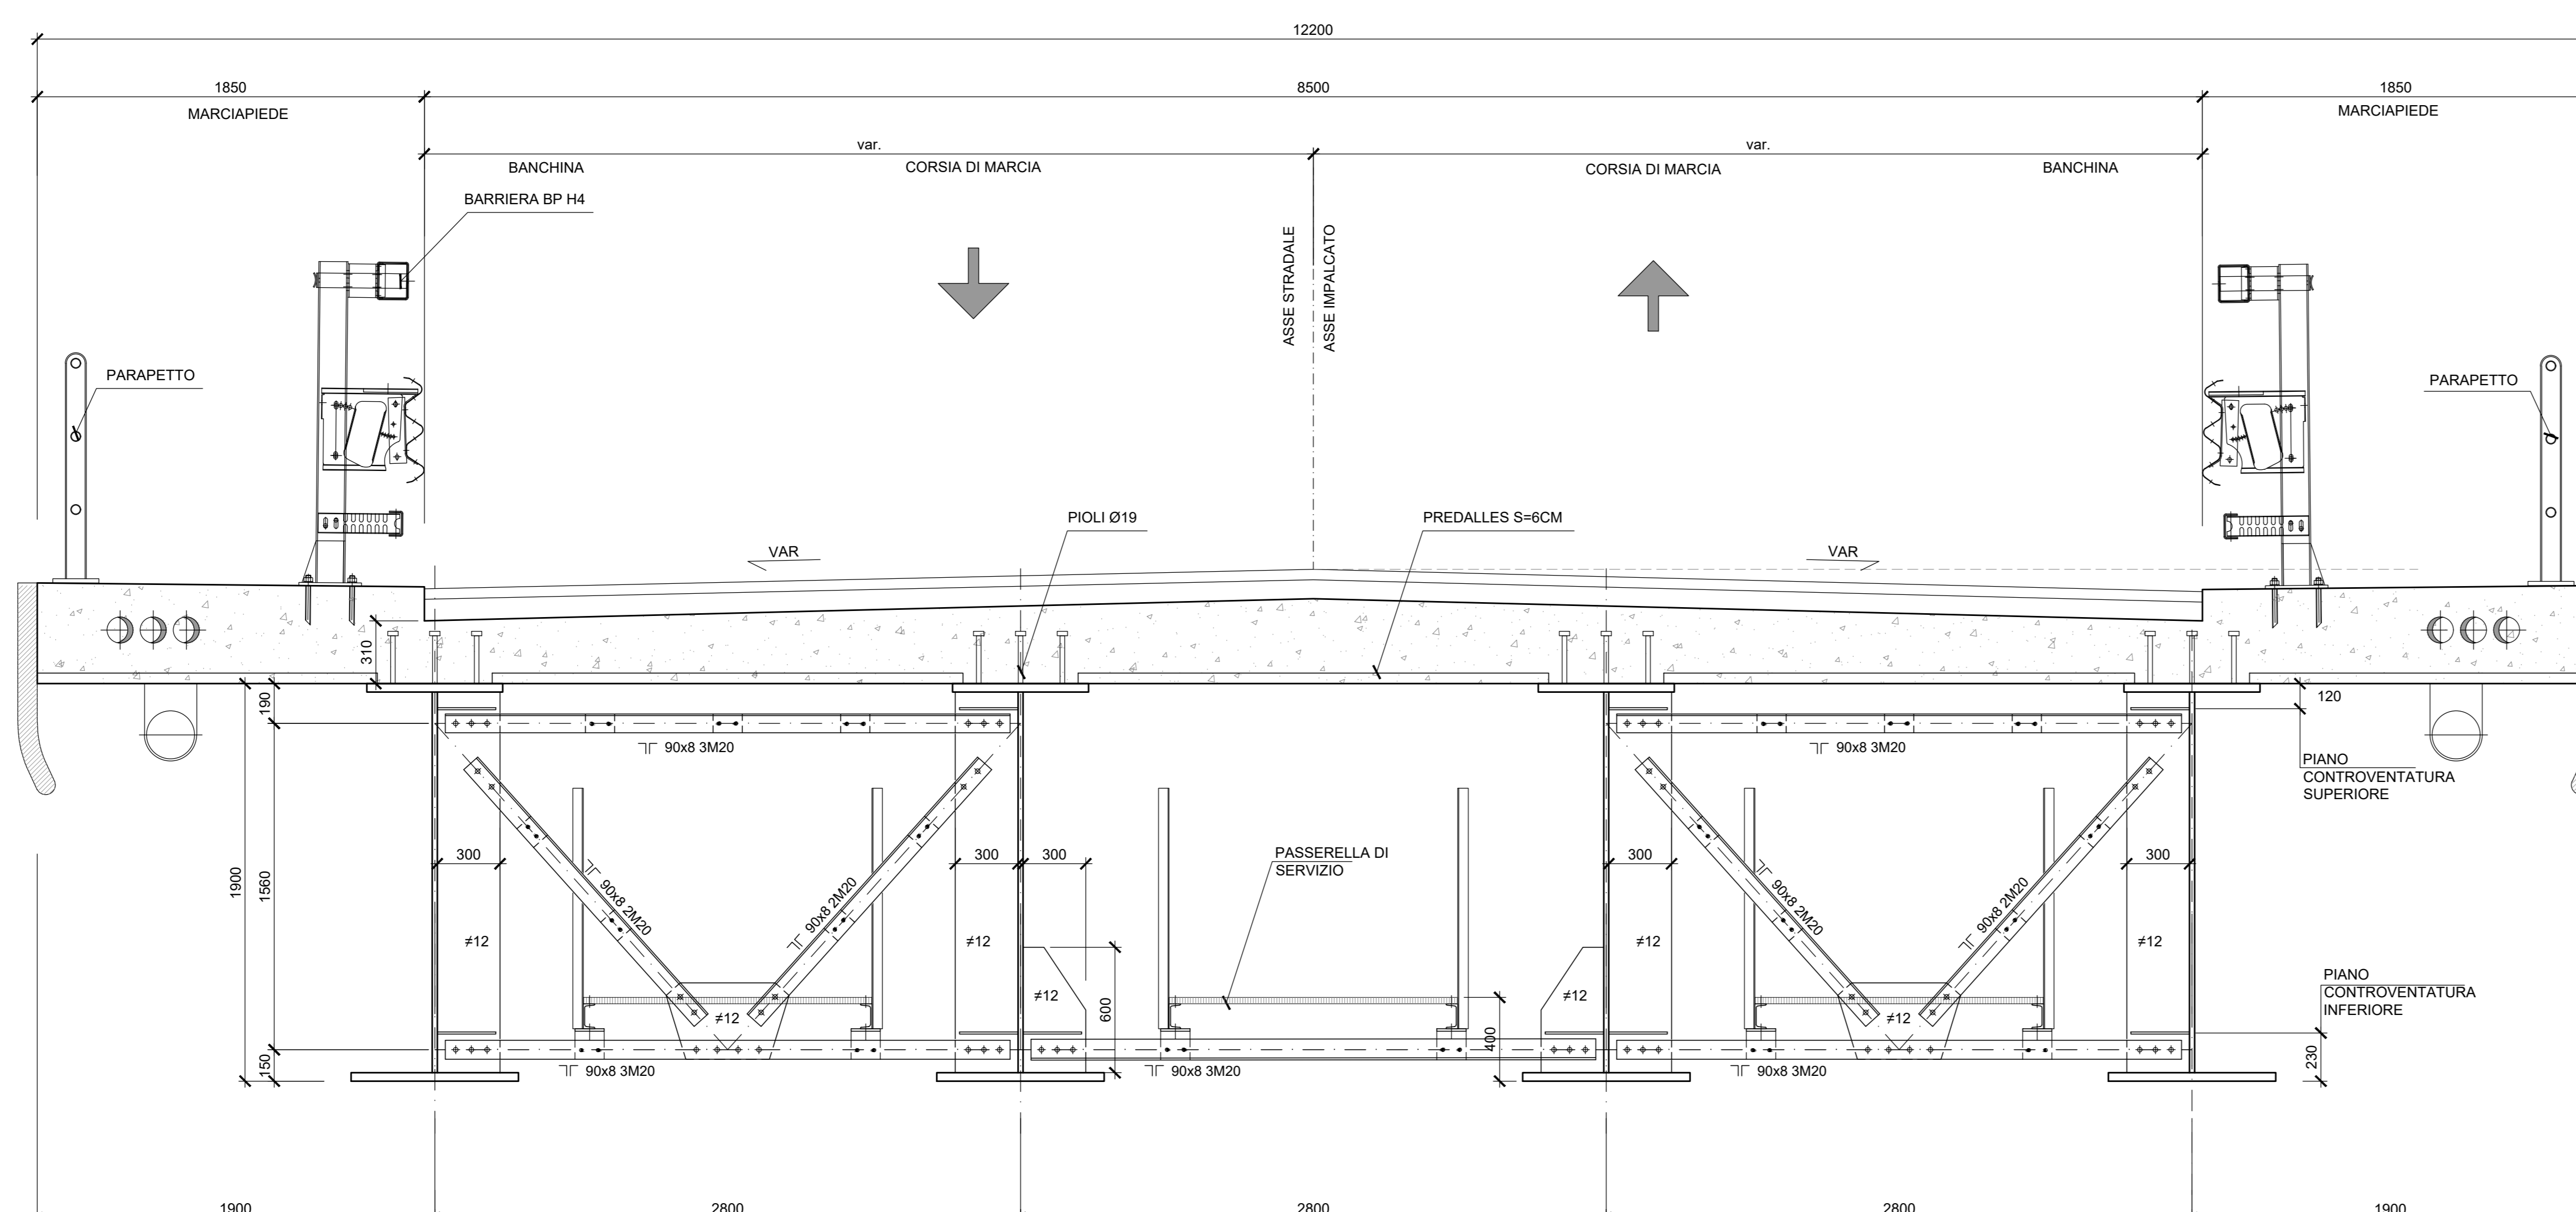 12200
1850
8500
1850
MARCIAPIEDE
MARCIAPIEDE
var.
var.
BANCHINA
CORSIA DI MARCIA
CORSIA DI MARCIA
BANCHINA
BARRIERA BP H4
ASSE STRADALE
ASSE IMPALCATO
PARAPETTO
PARAPETTO
PIOLI Ø19
PREDALLES S=6CM
VAR
VAR
310
190
120
90x8 3M20
90x8 3M20
PIANO
CONTROVENTATURA
SUPERIORE
300
300
300
300
300
PASSERELLA DI
SERVIZIO
1900
1560
90x8 2M20
90x8 2M20
90x8 2M20
90x8 2M20
≠12
≠12
≠12
≠12
≠12
≠12
≠12
≠12
600
400
PIANO
CONTROVENTATURA
INFERIORE
150
230
90x8 3M20
90x8 3M20
90x8 3M20
1900
2800
2800
2800
1900